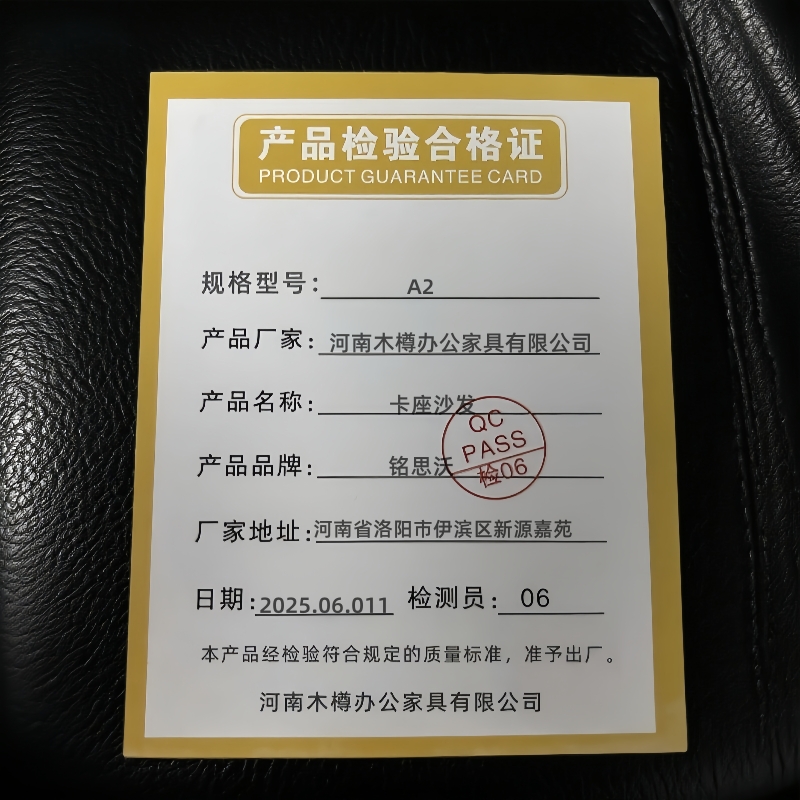 产品检验合格证
PRODUCT GUARANTEE CARD
规格型号：A2
产品厂家：河南木樽办公家具有限公司
产品名称：卡座沙发
产品品牌：铭思沃
QC
PASS
检06
厂家地址：河南省洛阳市伊滨区新源嘉苑
日期：2025.06.011 检测员：06
本产品经检验符合规定的质量标准，准予出厂。
河南木樽办公家具有限公司